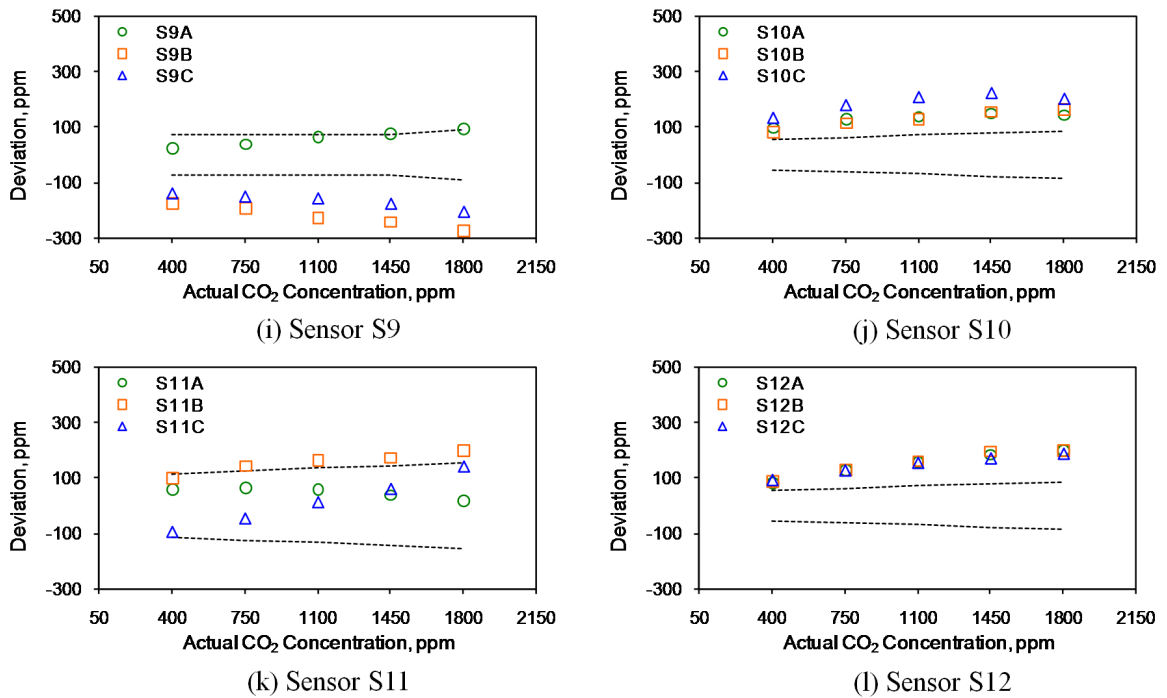 500
300
100
-100
-300
Deviation, ppm
S9A
S9B
S9C
50 400 750 1100 1450 1800 2150
Actual CO₂ Concentration, ppm
(i) Sensor S9
500
300
100
-100
-300
Deviation, ppm
S10A
S10B
S10C
50 400 750 1100 1450 1800 2150
Actual CO₂ Concentration, ppm
(j) Sensor S10
500
300
100
-100
-300
Deviation, ppm
S11A
S11B
S11C
50 400 750 1100 1450 1800 2150
Actual CO₂ Concentration, ppm
(k) Sensor S11
500
300
100
-100
-300
Deviation, ppm
S12A
S12B
S12C
50 400 750 1100 1450 1800 2150
Actual CO₂ Concentration, ppm
(l) Sensor S12